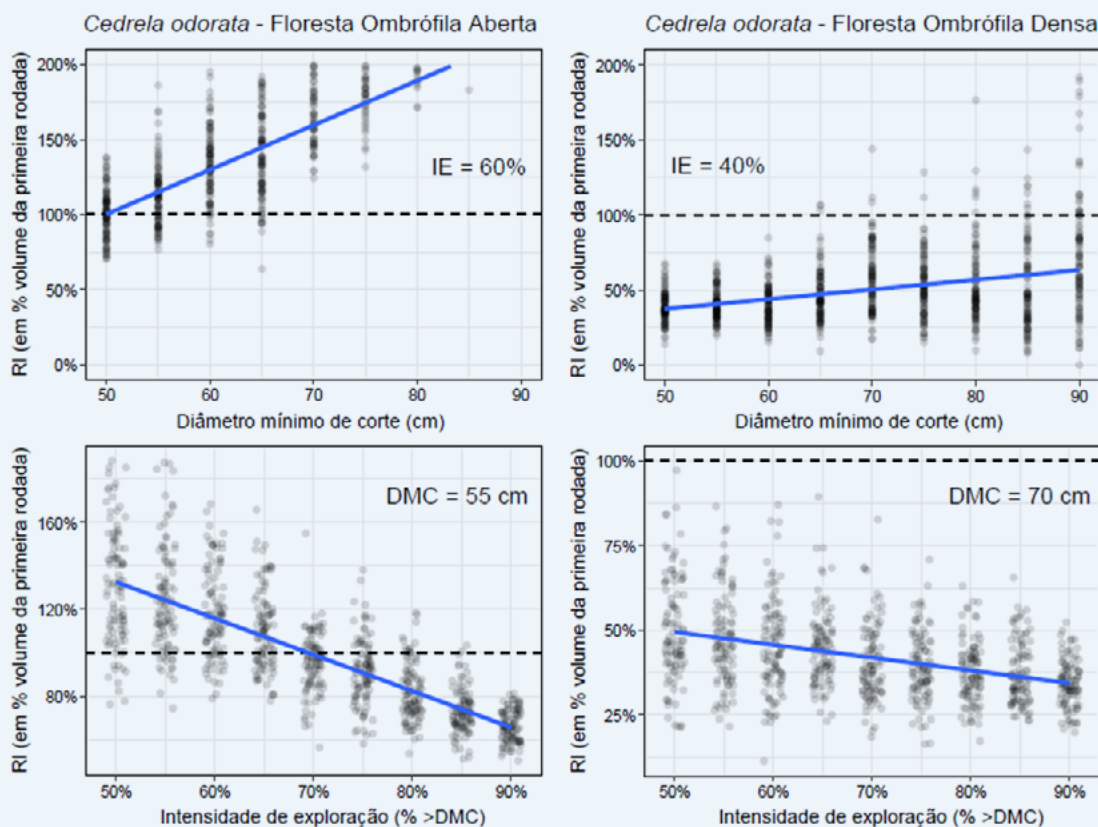 Cedrela odorata - Floresta Ombrófila Aberta
RI (em % volume da primeira rodada)
200%
150%
100%
50%
0%
IE = 60%
50 60 70 80 90
Diâmetro mínimo de corte (cm)
Cedrela odorata - Floresta Ombrófila Densa
RI (em % volume da primeira rodada)
200%
150%
100%
50%
0%
IE = 40%
50 60 70 80 90
Diâmetro mínimo de corte (cm)
RI (em % volume da primeira rodada)
160%
120%
80%
DMC = 55 cm
50% 60% 70% 80% 90%
Intensidade de exploração (% >DMC)
RI (em % volume da primeira rodada)
100%
75%
50%
25%
DMC = 70 cm
50% 60% 70% 80% 90%
Intensidade de exploração (% >DMC)